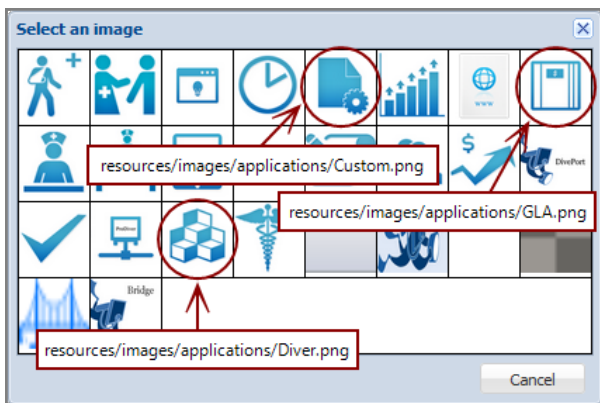 Select an image
www
resources/images/applications/Custom.png
$
DivePort
resources/images/applications/GLA.png
ProDiver
Bridge
resources/images/applications/Diver.png
Cancel